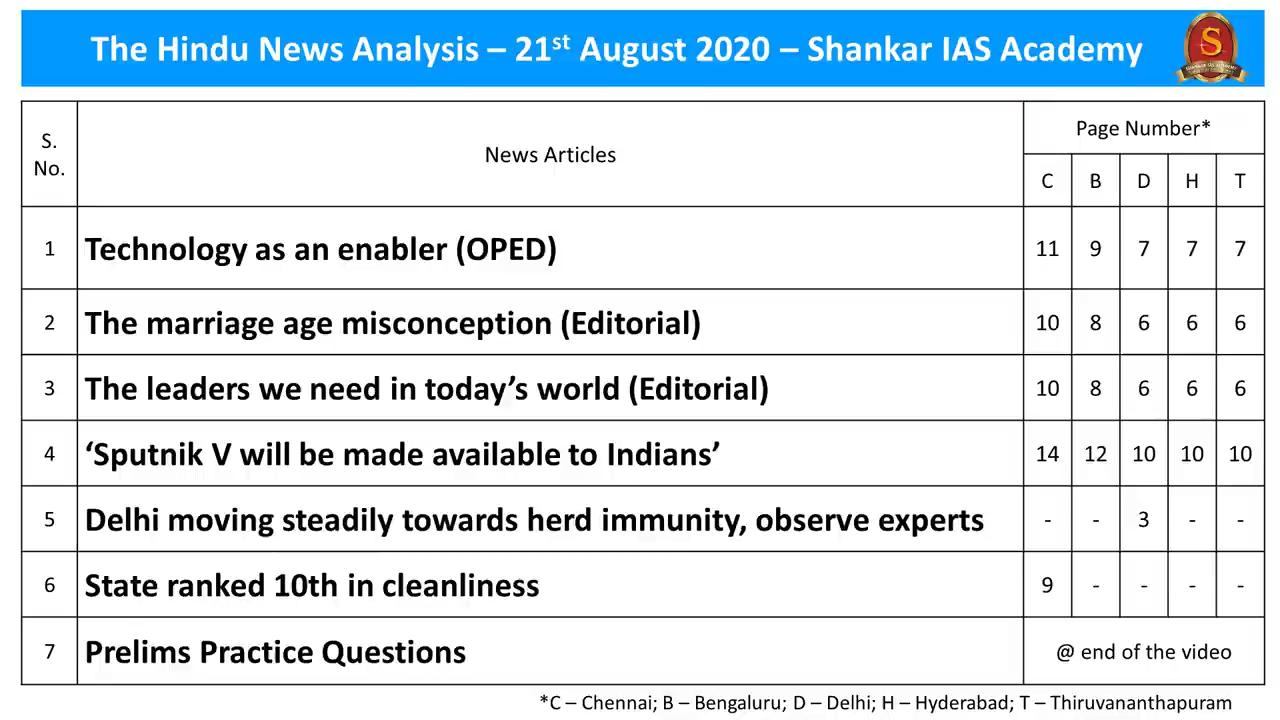 The Hindu News Analysis – 21st August 2020 – Shankar IAS Academy
S
SHANKAR IAS ACADEMY
S. No.
News Articles
Page Number*
C B D H T
1 Technology as an enabler (OPED) 11 9 7 7 7
2 The marriage age misconception (Editorial) 10 8 6 6 6
3 The leaders we need in today’s world (Editorial) 10 8 6 6 6
4 ‘Sputnik V will be made available to Indians’ 14 12 10 10 10
5 Delhi moving steadily towards herd immunity, observe experts - - 3 - -
6 State ranked 10th in cleanliness 9 - - - -
7 Prelims Practice Questions @ end of the video
*C – Chennai; B – Bengaluru; D – Delhi; H – Hyderabad; T – Thiruvananthapuram